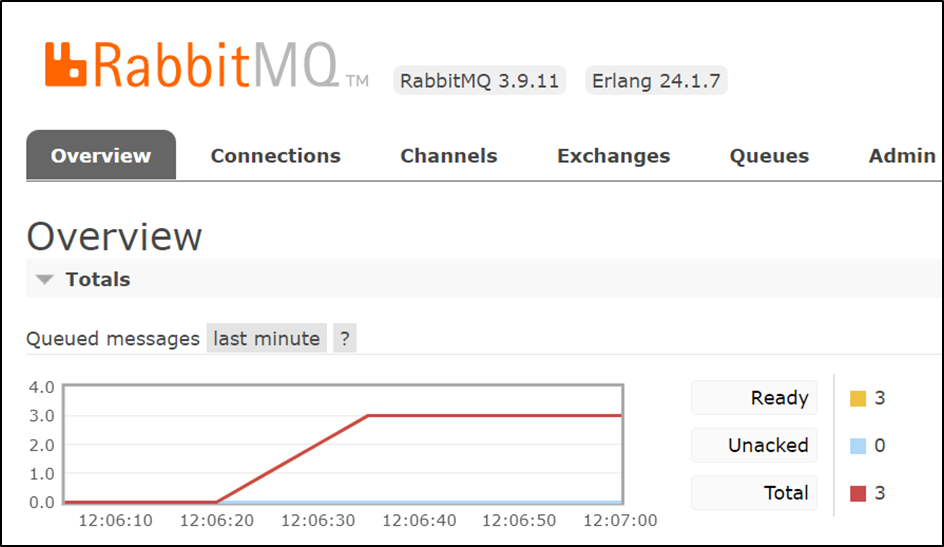 RabbitMQ TM RabbitMQ 3.9.11 Erlang 24.1.7
Overview Connections Channels Exchanges Queues Admin
Overview
Totals
Queued messages last minute ?
4.0
3.0
2.0
1.0
0.0
12:06:10 12:06:20 12:06:30 12:06:40 12:06:50 12:07:00
Ready 3
Unacked 0
Total 3